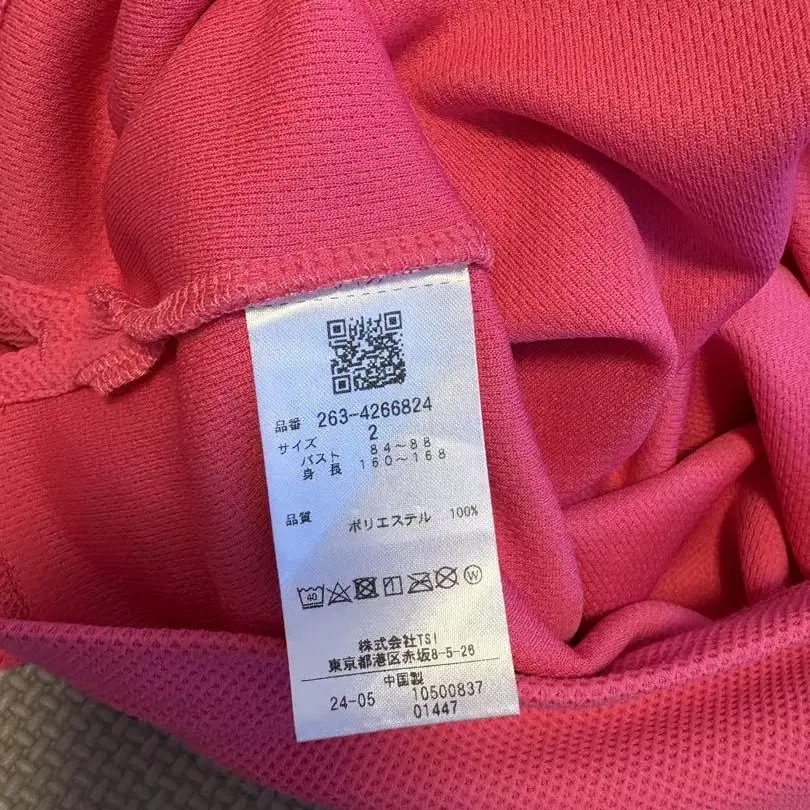 品番 263-4266824
サイズ 2
バスト 84~88
身長 160~168
品質 ポリエステル 100%
40
W
株式会社TSI
東京都港区赤坂8-5-26
中国製
24-05 10500837
01447